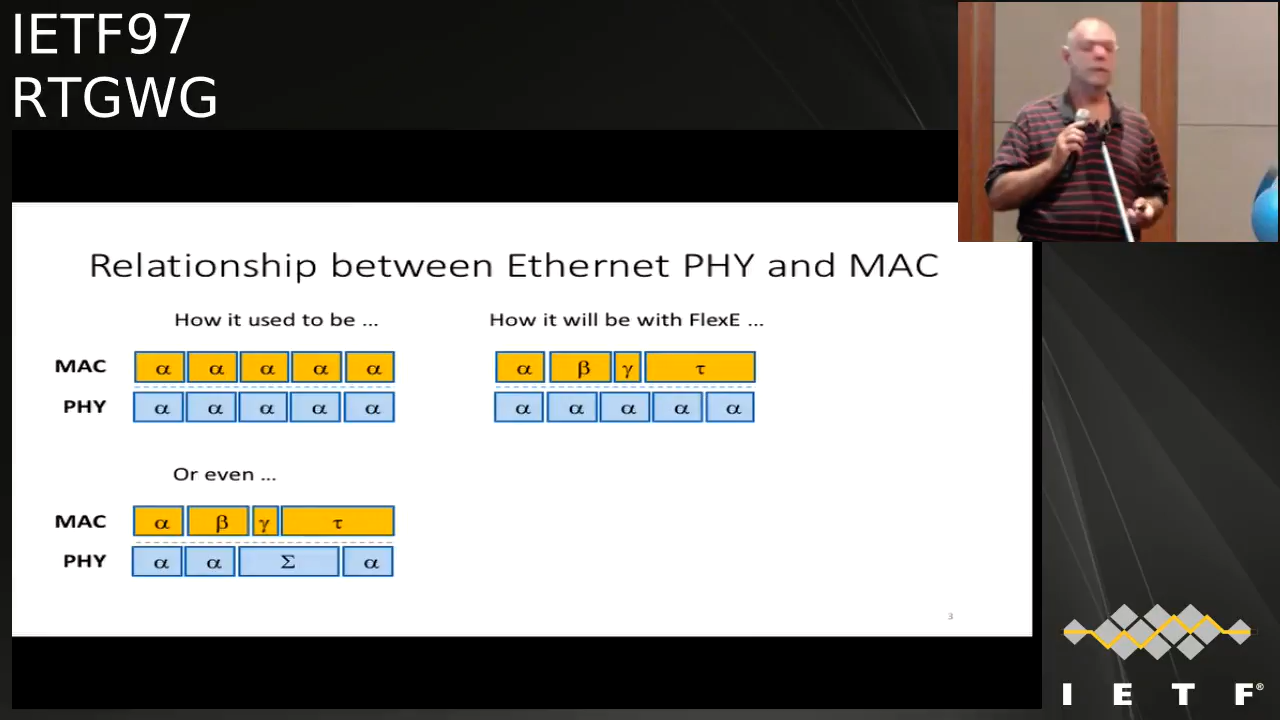 IETF97
RTGWG
Relationship between Ethernet PHY and MAC
How it used to be ...
MAC α α α α α
PHY α α α α α
How it will be with FlexE ...
α β γ τ
α α α α α
Or even ...
MAC α β γ τ
PHY α α Σ α
3
I E T F®